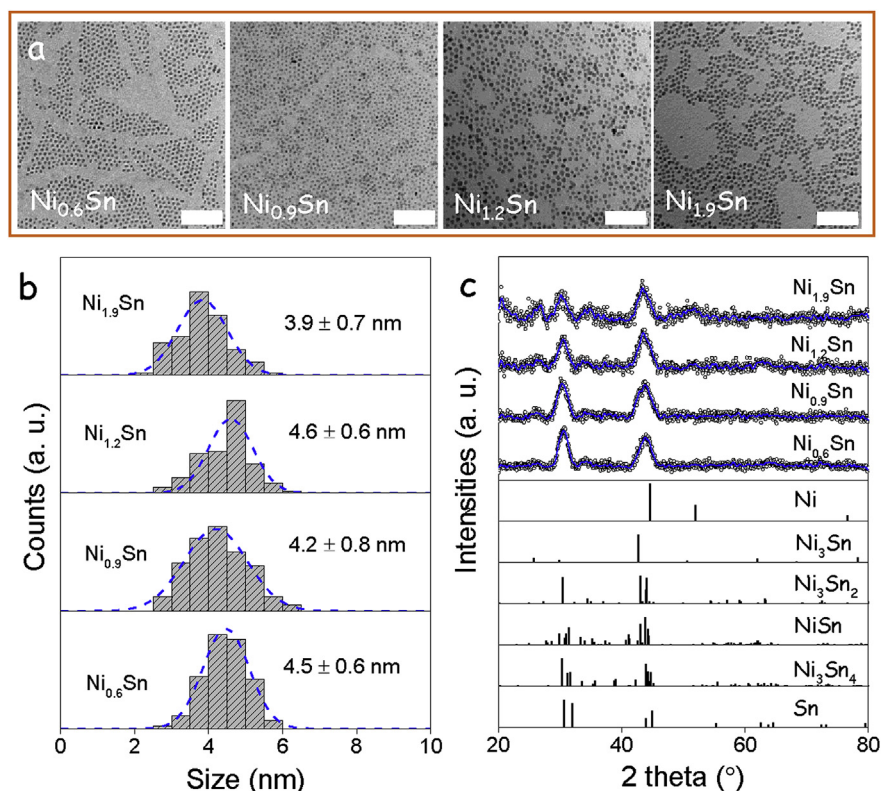 a
Ni0.6Sn
Ni0.9Sn
Ni1.2Sn
Ni1.9Sn
b
Ni1.9Sn
3.9 ± 0.7 nm
Ni1.2Sn
4.6 ± 0.6 nm
Ni0.9Sn
4.2 ± 0.8 nm
Ni0.6Sn
4.5 ± 0.6 nm
Counts (a. u.)
0 2 4 6 8 10
Size (nm)
c
Ni1.9Sn
Ni1.2Sn
Ni0.9Sn
Ni0.6Sn
Ni
Ni3Sn
Ni3Sn2
NiSn
Ni3Sn4
Sn
Intensities (a. u.)
20 40 60 80
2 theta (°)